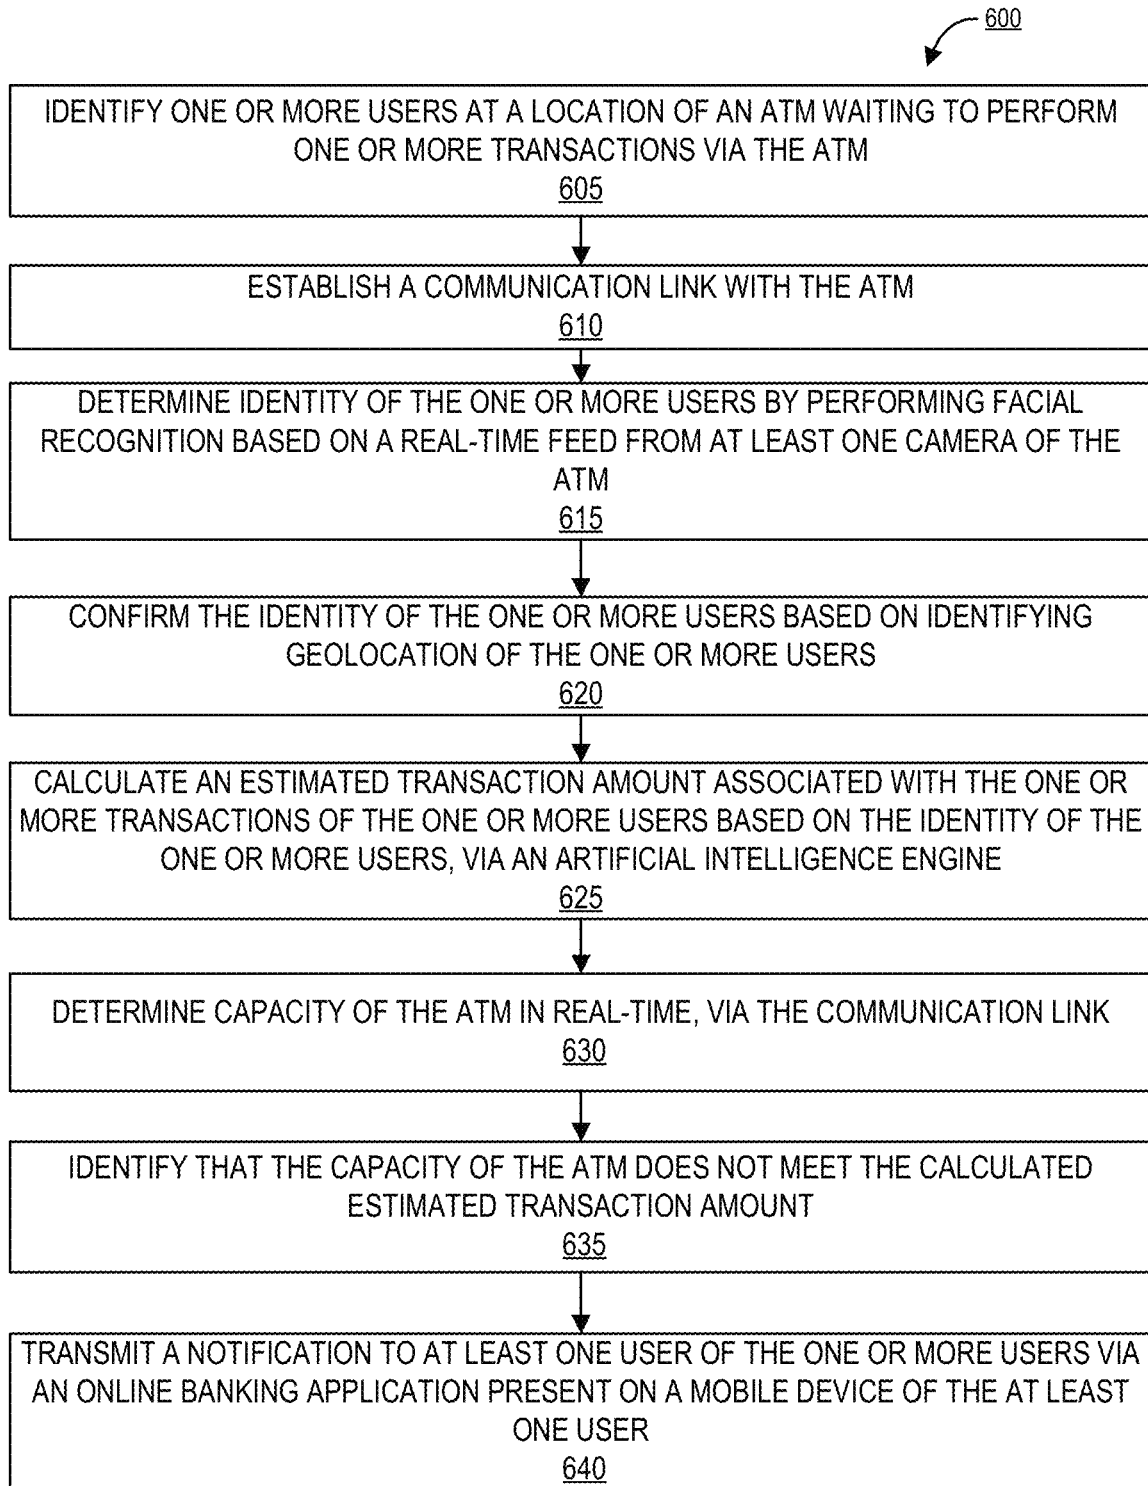 600
IDENTIFY ONE OR MORE USERS AT A LOCATION OF AN ATM WAITING TO PERFORM
ONE OR MORE TRANSACTIONS VIA THE ATM
605
ESTABLISH A COMMUNICATION LINK WITH THE ATM
610
DETERMINE IDENTITY OF THE ONE OR MORE USERS BY PERFORMING FACIAL
RECOGNITION BASED ON A REAL-TIME FEED FROM AT LEAST ONE CAMERA OF THE
ATM
615
CONFIRM THE IDENTITY OF THE ONE OR MORE USERS BASED ON IDENTIFYING
GEOLOCATION OF THE ONE OR MORE USERS
620
CALCULATE AN ESTIMATED TRANSACTION AMOUNT ASSOCIATED WITH THE ONE OR
MORE TRANSACTIONS OF THE ONE OR MORE USERS BASED ON THE IDENTITY OF THE
ONE OR MORE USERS, VIA AN ARTIFICIAL INTELLIGENCE ENGINE
625
DETERMINE CAPACITY OF THE ATM IN REAL-TIME, VIA THE COMMUNICATION LINK
630
IDENTIFY THAT THE CAPACITY OF THE ATM DOES NOT MEET THE CALCULATED
ESTIMATED TRANSACTION AMOUNT
635
TRANSMIT A NOTIFICATION TO AT LEAST ONE USER OF THE ONE OR MORE USERS VIA
AN ONLINE BANKING APPLICATION PRESENT ON A MOBILE DEVICE OF THE AT LEAST
ONE USER
640